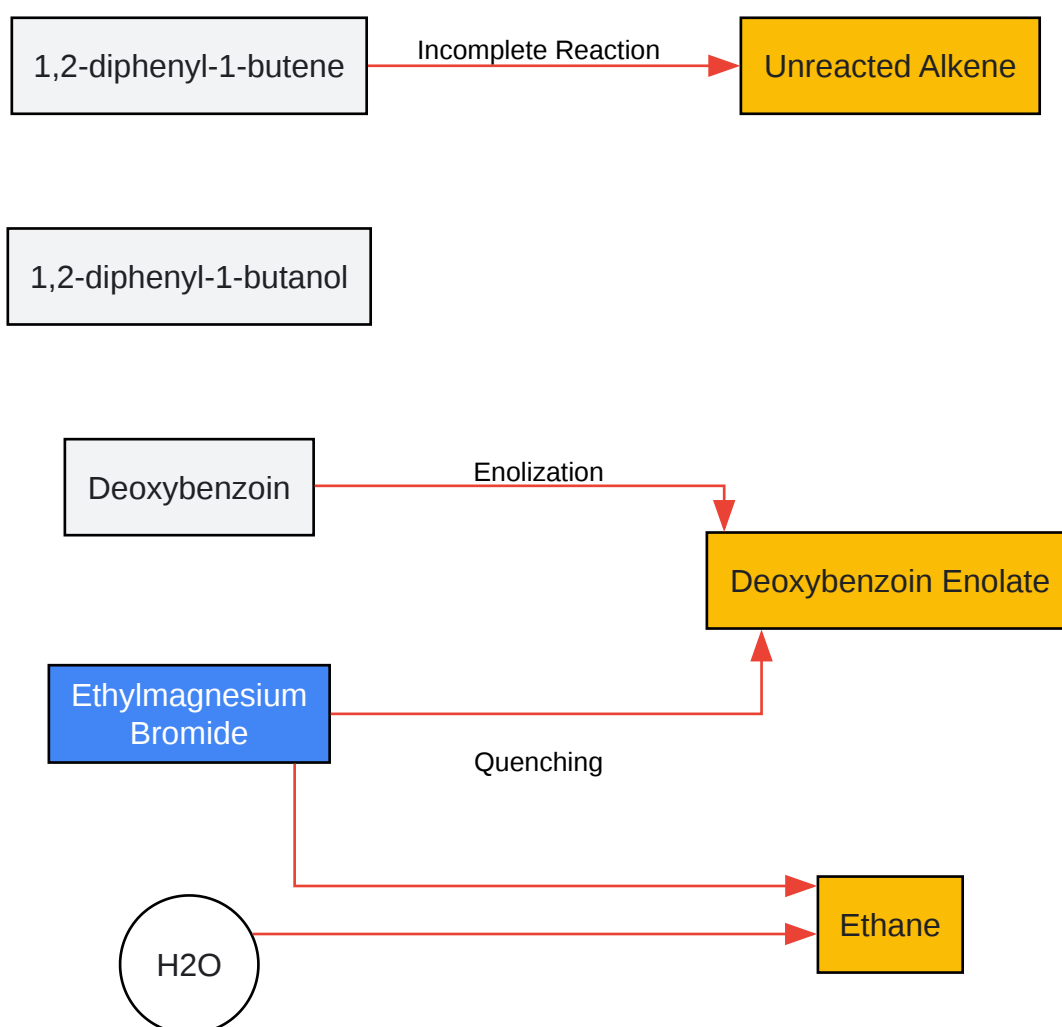 1,2-diphenyl-1-butene
Incomplete Reaction
Unreacted Alkene
1,2-diphenyl-1-butanol
Deoxybenzoin
Enolization
Deoxybenzoin Enolate
Ethylmagnesium
Bromide
Quenching
Ethane
H2O